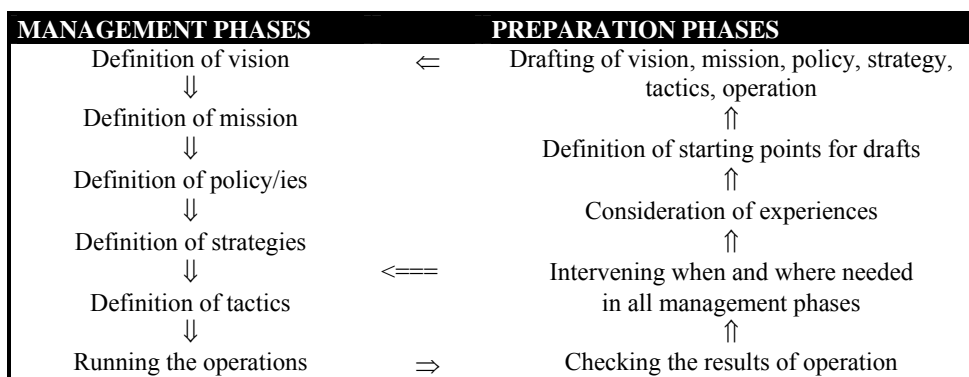 MANAGEMENT PHASES PREPARATION PHASES
Definition of vision ⇐ Drafting of vision, mission, policy, strategy,
⇓ tactics, operation
Definition of mission ⇑
⇓ Definition of starting points for drafts
Definition of policy/ies ⇑
⇓ Consideration of experiences
Definition of strategies ⇑
⇓ <=== Intervening when and where needed
Definition of tactics in all management phases
⇓ ⇑
Running the operations ⇒ Checking the results of operation